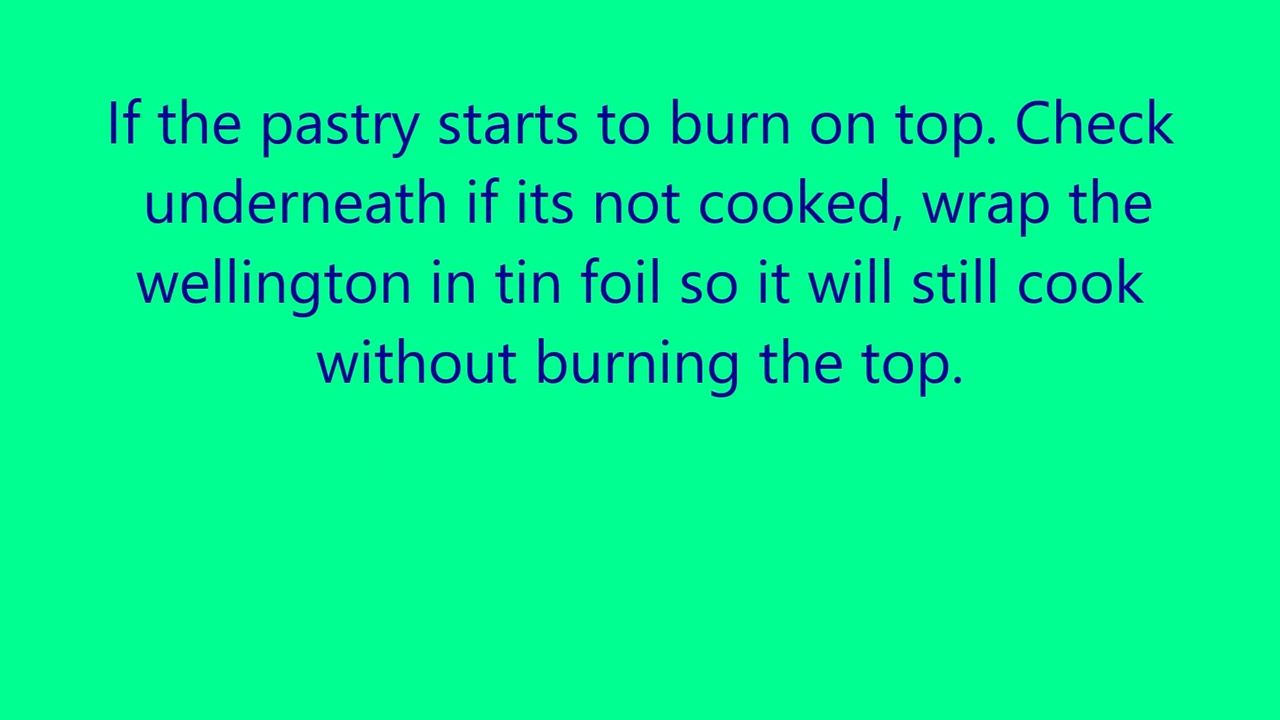 If the pastry starts to burn on top. Check
underneath if its not cooked, wrap the
wellington in tin foil so it will still cook
without burning the top.